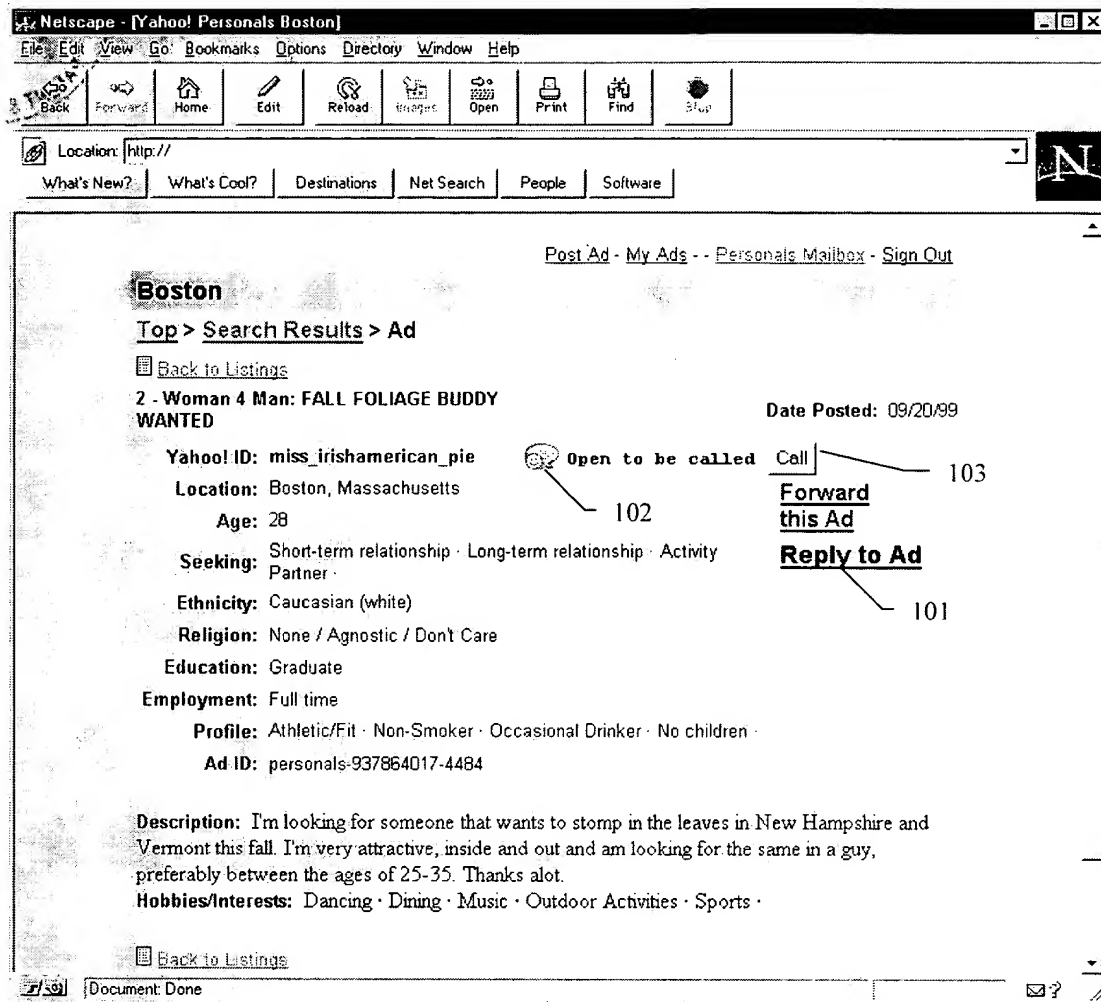 Netscape - [Yahoo! Personals Boston]
File Edit View Go Bookmarks Options Directory Window Help
Back Forward Home Edit Reload Images Open Print Find Stop
Location: http://
N
What's New? What's Cool? Destinations Net Search People Software
Post Ad - My Ads - - Personals Mailbox - Sign Out
Boston
Top > Search Results > Ad
Back to Listings
2 - Woman 4 Man: FALL FOLIAGE BUDDY
WANTED
Date Posted: 09/20/99
Yahoo! ID: miss_irishamerican_pie Open to be called Call 103
Location: Boston, Massachusetts 102 Forward
this Ad
Age: 28
Seeking: Short-term relationship · Long-term relationship · Activity
Partner ·
Reply to Ad
101
Ethnicity: Caucasian (white)
Religion: None / Agnostic / Don't Care
Education: Graduate
Employment: Full time
Profile: Athletic/Fit · Non-Smoker · Occasional Drinker · No children ·
Ad ID: personals-937864017-4484
Description: I'm looking for someone that wants to stomp in the leaves in New Hampshire and
Vermont this fall. I'm very attractive, inside and out and am looking for the same in a guy,
preferably between the ages of 25-35. Thanks alot.
Hobbies/Interests: Dancing · Dining · Music · Outdoor Activities · Sports ·
Back to Listings
Document: Done